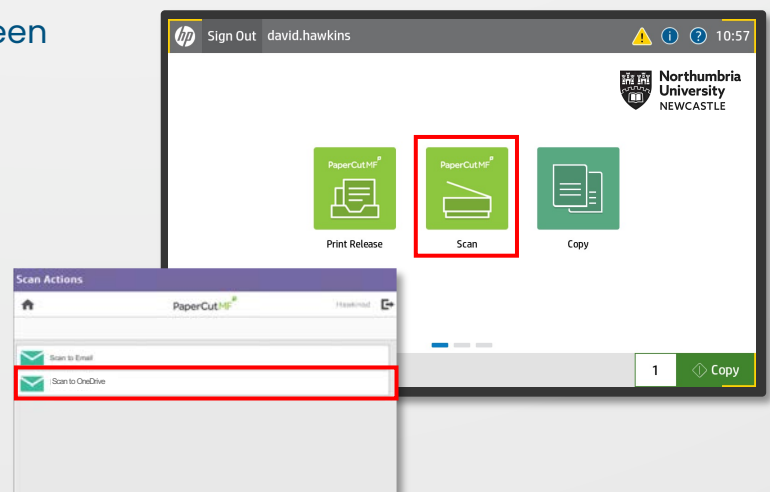 een
hp Sign Out david.hawkins 10:57
Northumbria
University
NEWCASTLE
PaperCut MF
PaperCut MF
Print Release Scan Copy
1 Copy
Scan Actions
PaperCut MF
Scan to Email
Scan to OneDrive